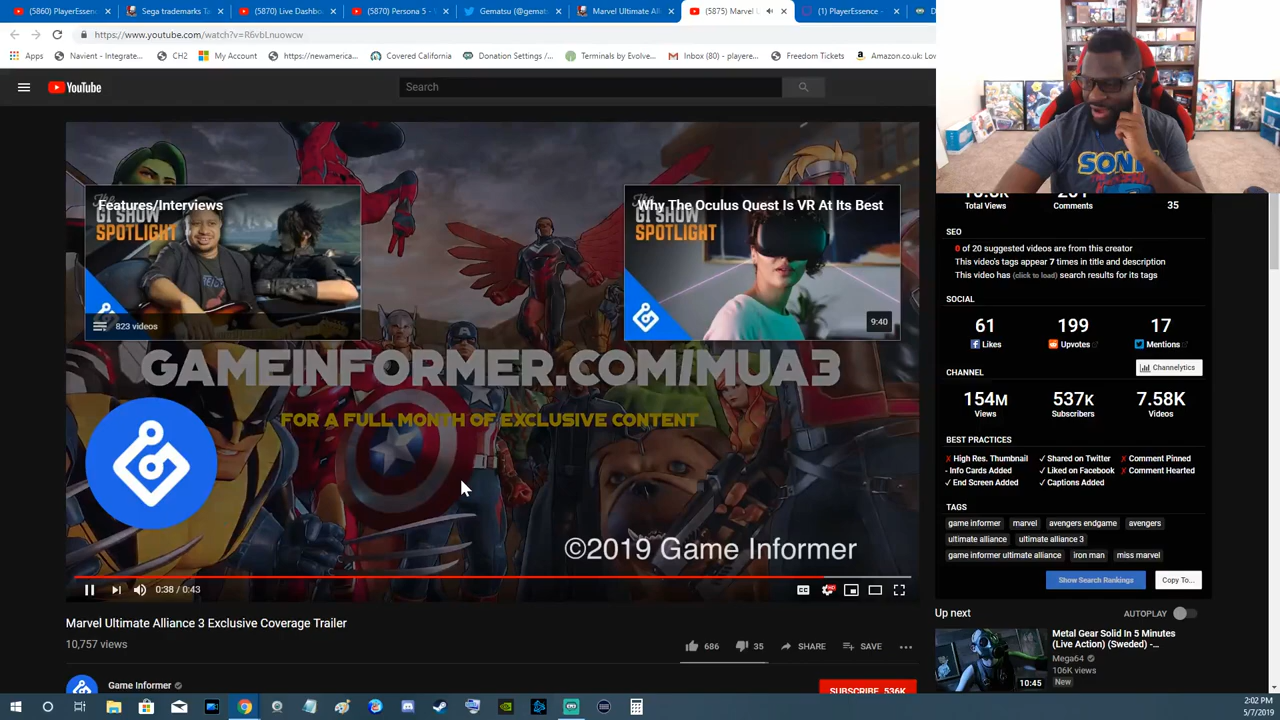 (5860) PlayerEssenc
Sega trademarks Ta
(5870) Live Dashbo
(5870) Persona 5 -
Gematsu (@gemat
Marvel Ultimate All
(5875) Marvel
(1) PlayerEssence -
https://www.youtube.com/watch?v=R6vbLnuowcw
Apps
Navient - Integrate...
CH2
My Account
https://newamerica...
Covered California
Donation Settings /...
Terminals by Evolve...
Inbox (80) - playere...
Freedom Tickets
Amazon.co.uk: Low
YouTube
Search
SONIC
Features/Interviews
GI SHOW
SPOTLIGHT
823 videos
Why The Oculus Quest Is VR At Its Best
GI SHOW
SPOTLIGHT
9:40
GAMEINFORMER.COM/MUA3
FOR A FULL MONTH OF EXCLUSIVE CONTENT
©2019 Game Informer
0:38 / 0:43
CC
HD
Marvel Ultimate Alliance 3 Exclusive Coverage Trailer
10,757 views
686
35
SHARE
SAVE
Game Informer
SUBSCRIBE 536K
Total Views
Comments
35
SEO
0 of 20 suggested videos are from this creator
This video's tags appear 7 times in title and description
This video has (click to load) search results for its tags
SOCIAL
61
199
17
Likes
Upvotes
Mentions
Channelytics
CHANNEL
154M
537K
7.58K
Views
Subscribers
Videos
BEST PRACTICES
✗ High Res. Thumbnail
✓ Shared on Twitter
✗ Comment Pinned
- Info Cards Added
✓ Liked on Facebook
✗ Comment Hearted
✓ End Screen Added
✓ Captions Added
TAGS
game informer
marvel
avengers endgame
avengers
ultimate alliance
ultimate alliance 3
game informer ultimate alliance
iron man
miss marvel
Show Search Rankings
Copy To...
Up next
AUTOPLAY
Metal Gear Solid In 5 Minutes
(Live Action) (Sweded) -...
Mega64
106K views
New
10:45
2:02 PM
5/7/2019